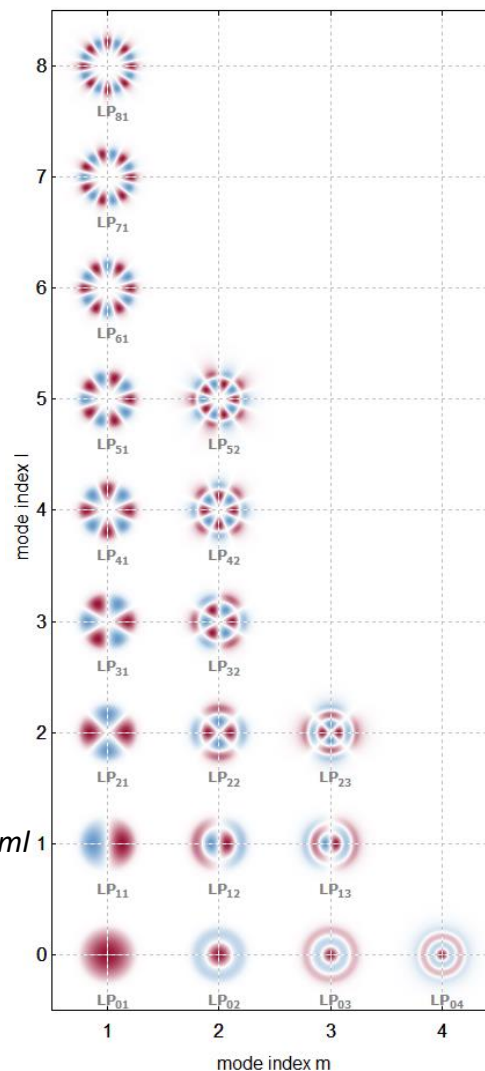 8
LP81
7
LP71
6
LP61
5
LP51 LP52
4
LP41 LP42
3
LP31 LP32
2
LP21 LP22 LP23
ml
1
LP11 LP12 LP13
0
LP01 LP02 LP03 LP04
1 2 3 4
mode index m
mode index l